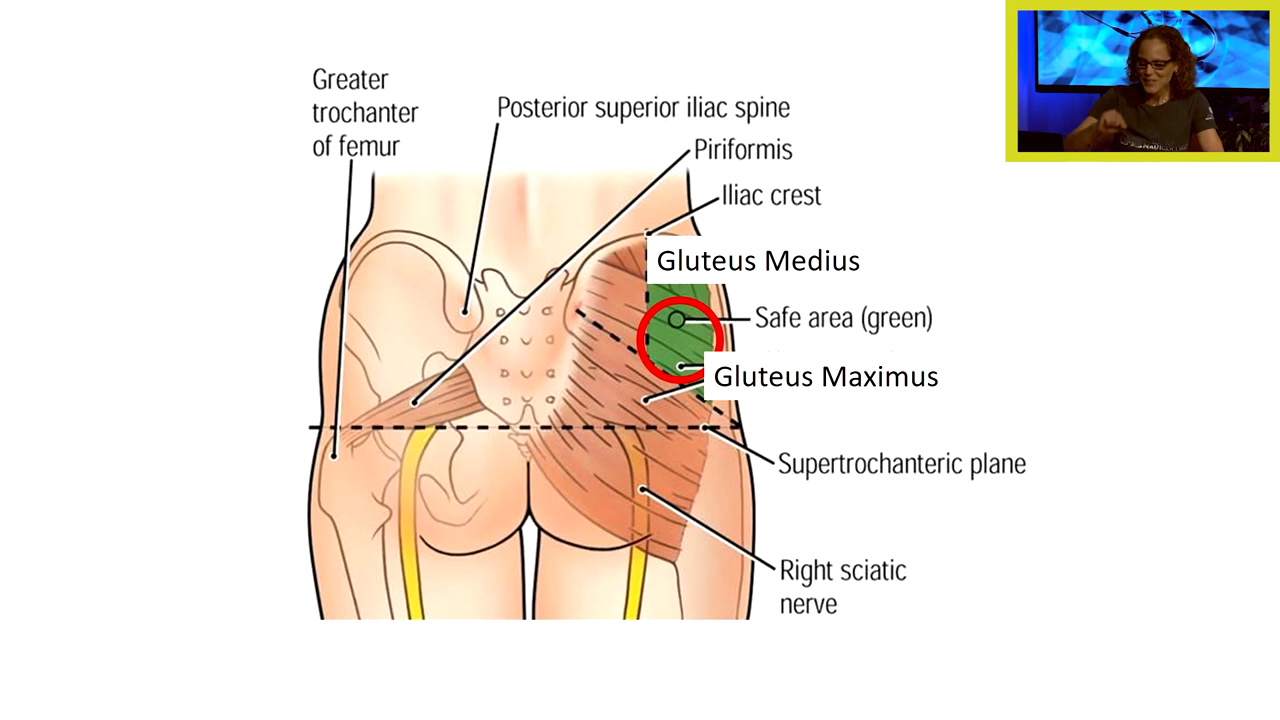 Greater
trochanter
of femur
Posterior superior iliac spine
Piriformis
Iliac crest
Gluteus Medius
Safe area (green)
Gluteus Maximus
Supertrochanteric plane
Right sciatic
nerve